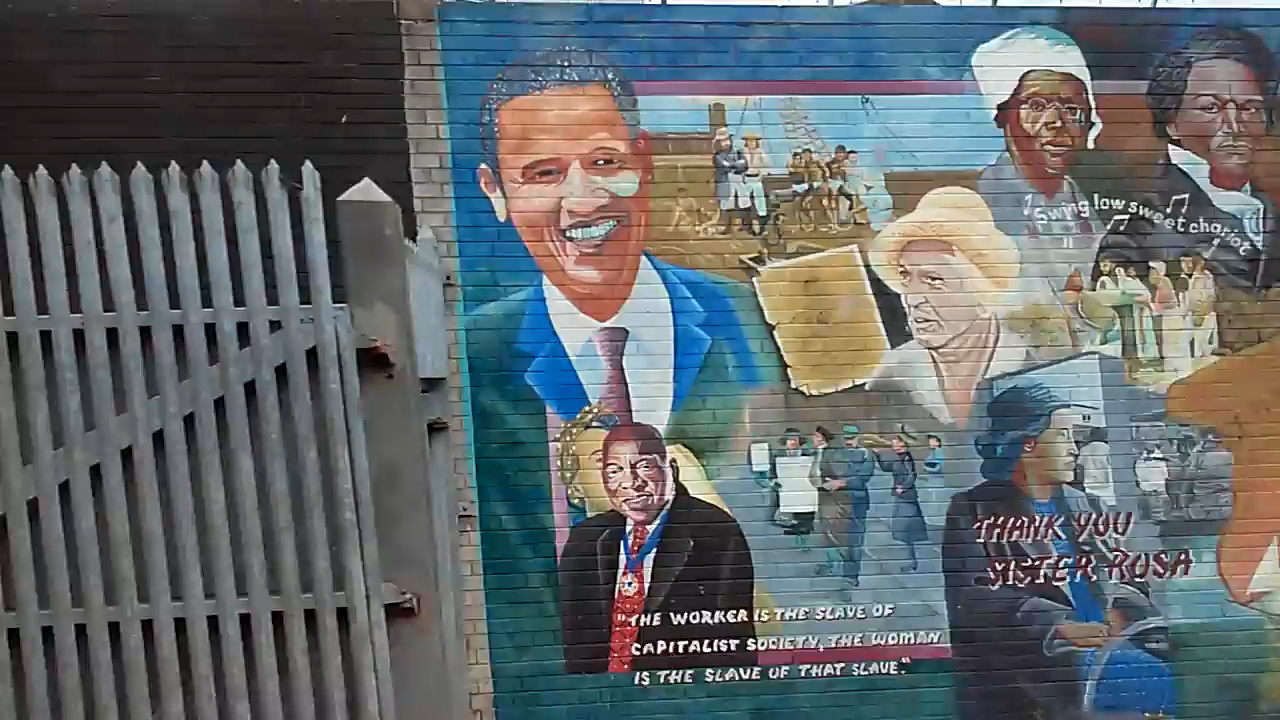 Swing low sweet chariot
THANK YOU
SISTER ROSA
"THE WORKER IS THE SLAVE OF
CAPITALIST SOCIETY, THE WOMAN
IS THE SLAVE OF THAT SLAVE."